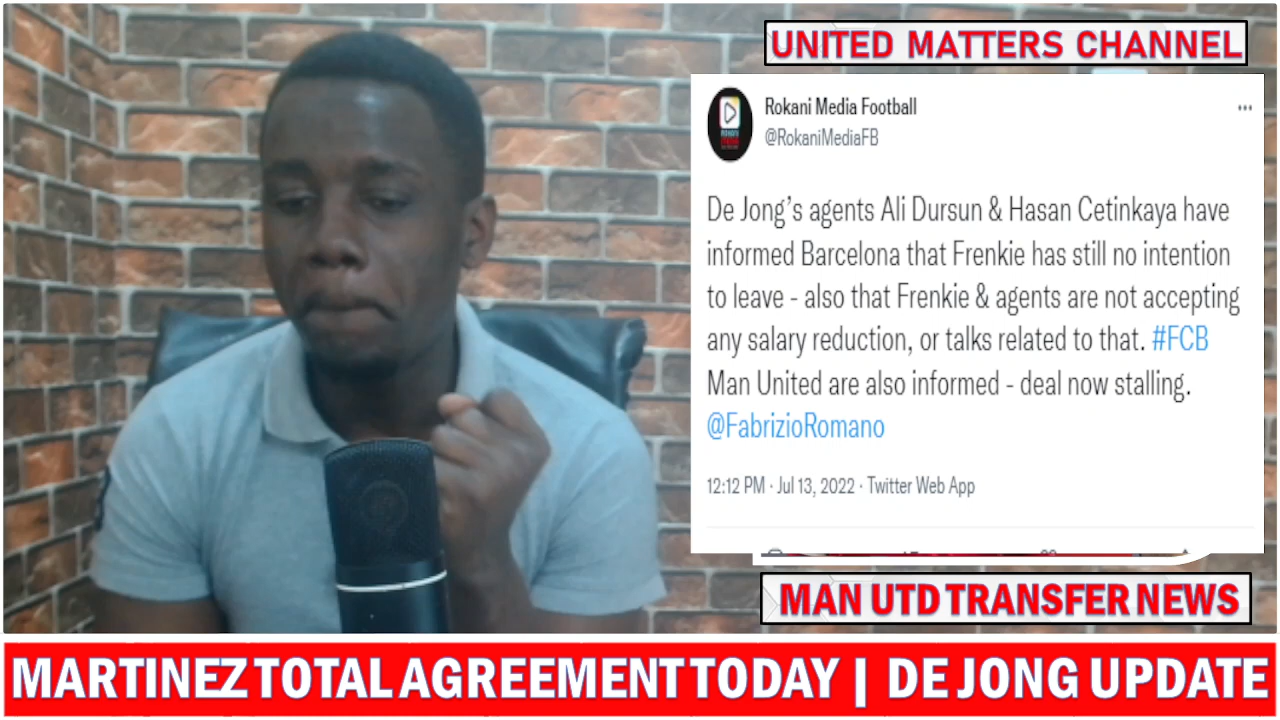 UNITED MATTERS CHANNEL
Rokani Media Football
@RokaniMediaFB
De Jong's agents Ali Dursun & Hasan Cetinkaya have
informed Barcelona that Frenkie has still no intention
to leave - also that Frenkie & agents are not accepting
any salary reduction, or talks related to that. #FCB
Man United are also informed - deal now stalling.
@FabrizioRomano
12:12 PM · Jul 13, 2022 · Twitter Web App
MAN UTD TRANSFER NEWS
MARTINEZ TOTAL AGREEMENT TODAY | DE JONG UPDATE